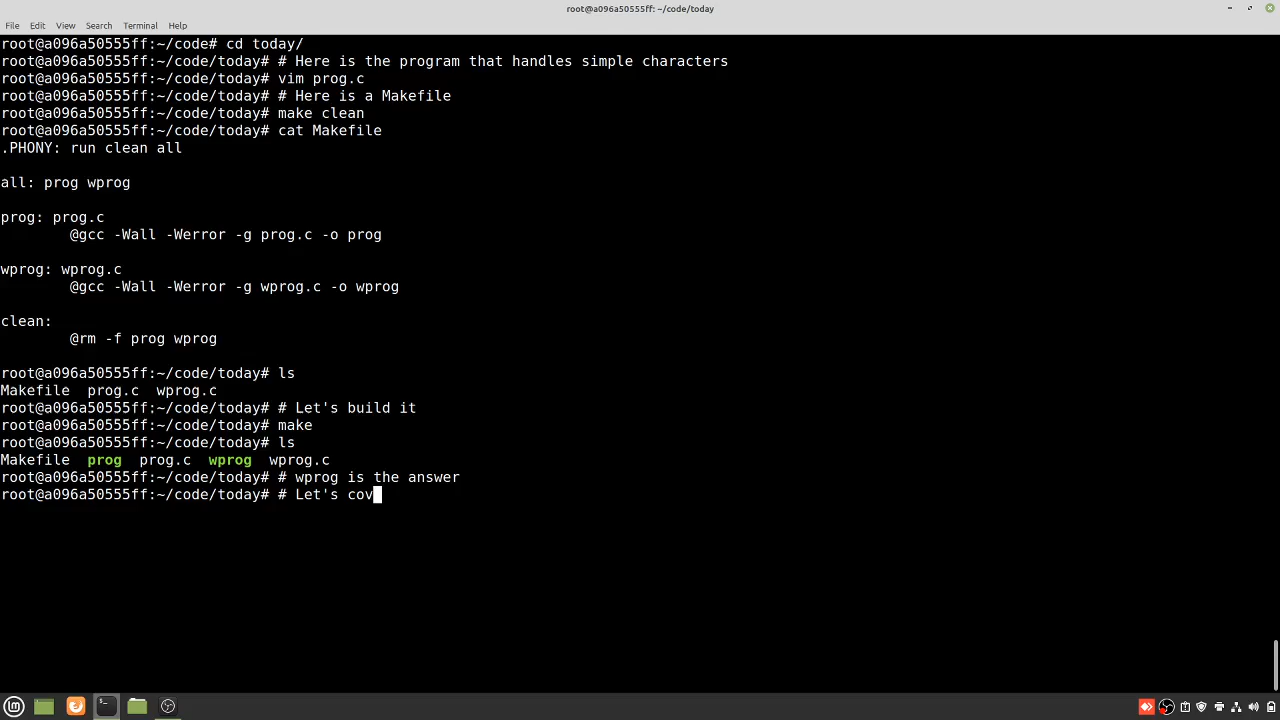 root@a096a50555ff: ~/code/today
File Edit View Search Terminal Help
root@a096a50555ff:~/code# cd today/
root@a096a50555ff:~/code/today# # Here is the program that handles simple characters
root@a096a50555ff:~/code/today# vim prog.c
root@a096a50555ff:~/code/today# # Here is a Makefile
root@a096a50555ff:~/code/today# make clean
root@a096a50555ff:~/code/today# cat Makefile
.PHONY: run clean all
all: prog wprog
prog: prog.c
@gcc -Wall -Werror -g prog.c -o prog
wprog: wprog.c
@gcc -Wall -Werror -g wprog.c -o wprog
clean:
@rm -f prog wprog
root@a096a50555ff:~/code/today# ls
Makefile prog.c wprog.c
root@a096a50555ff:~/code/today# # Let's build it
root@a096a50555ff:~/code/today# make
root@a096a50555ff:~/code/today# ls
Makefile prog prog.c wprog wprog.c
root@a096a50555ff:~/code/today# # wprog is the answer
root@a096a50555ff:~/code/today# # Let's cov